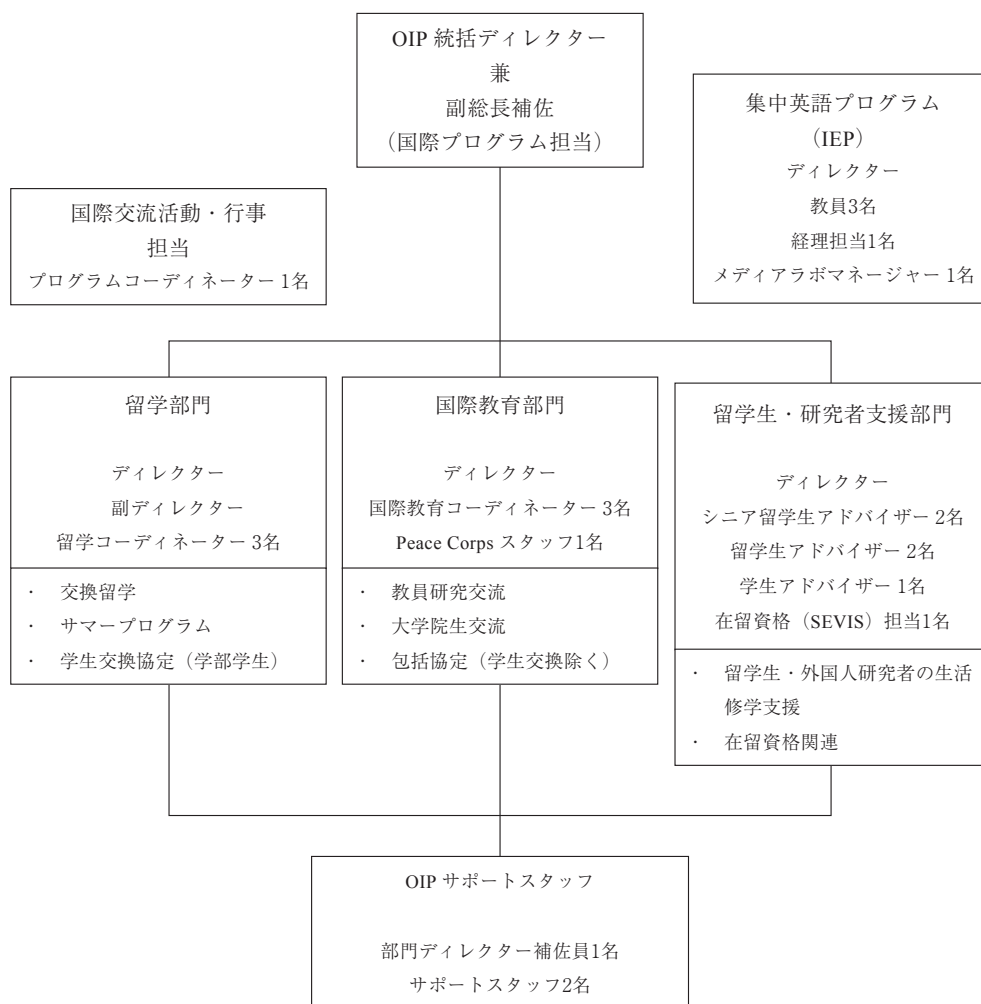 OIP 統括ディレクター
兼
副総長補佐
（国際プログラム担当）
集中英語プログラム
（IEP）
ディレクター
教員3名
経理担当1名
メディアラボマネージャー 1名
国際交流活動・行事
担当
プログラムコーディネーター 1名
留学部門
ディレクター
副ディレクター
留学コーディネーター 3名
・ 交換留学
・ サマープログラム
・ 学生交換協定（学部学生）
国際教育部門
ディレクター
国際教育コーディネーター 3名
Peace Corps スタッフ1名
・ 教員研究交流
・ 大学院生交流
・ 包括協定（学生交換除く）
留学生・研究者支援部門
ディレクター
シニア留学生アドバイザー 2名
留学生アドバイザー 2名
学生アドバイザー 1名
在留資格（SEVIS）担当1名
・ 留学生・外国人研究者の生活
修学支援
・ 在留資格関連
OIP サポートスタッフ
部門ディレクター補佐員1名
サポートスタッフ2名